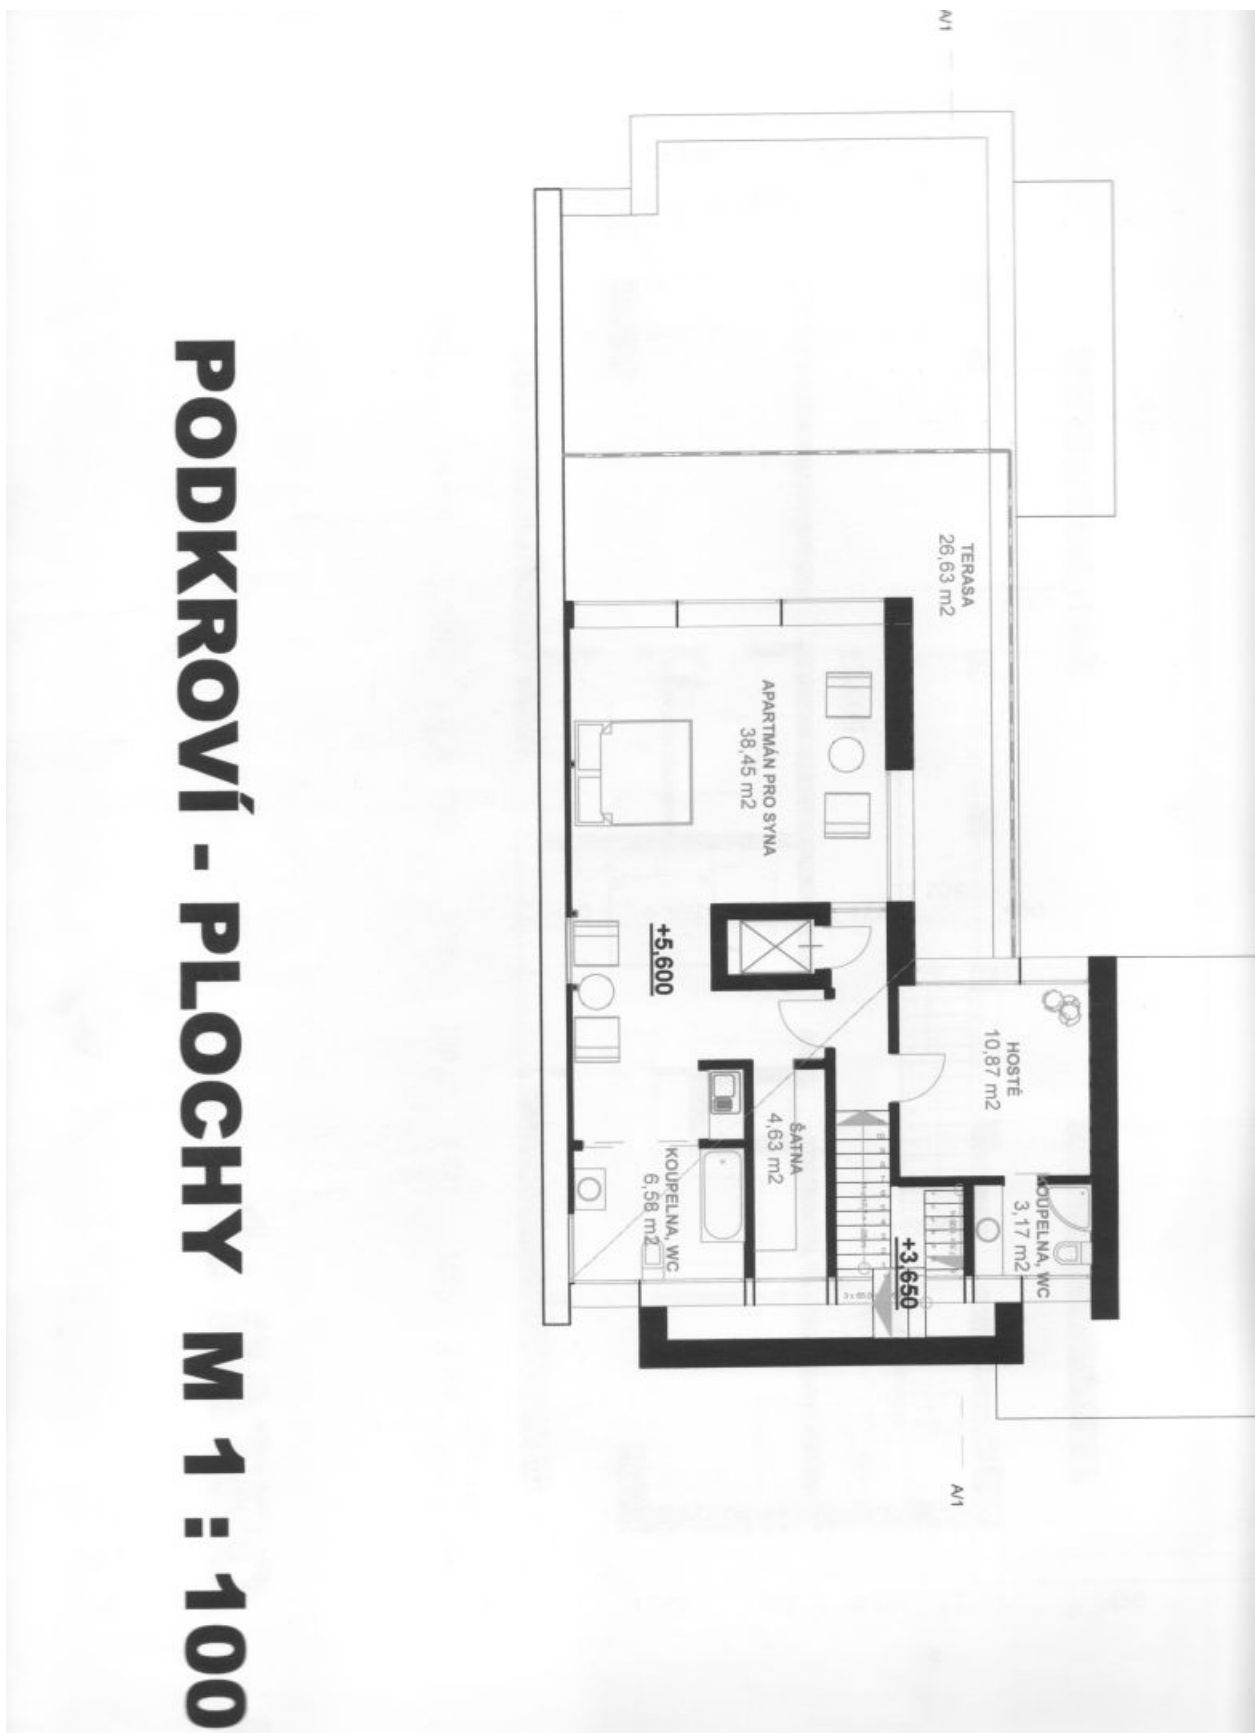 PODKROVÍ - PLOCHY M 1 : 100
A/1
TERASA
26,63 m2
APARTMÁN PRO SYNA
38,45 m2
+5,600
HOSTÉ
10,87 m2
ŠATNA
4,63 m2
KOUPELNA, WC
6,58 m2
KOUPELNA, WC
3,17 m2
+3,650
A/1